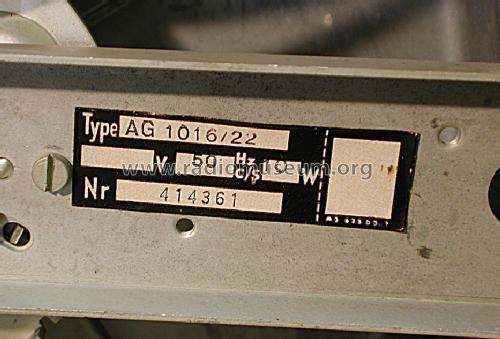 Type AG 1016/22
V 50 Hz c/s 10 W
www.radiomuseum.org
Nr 414361